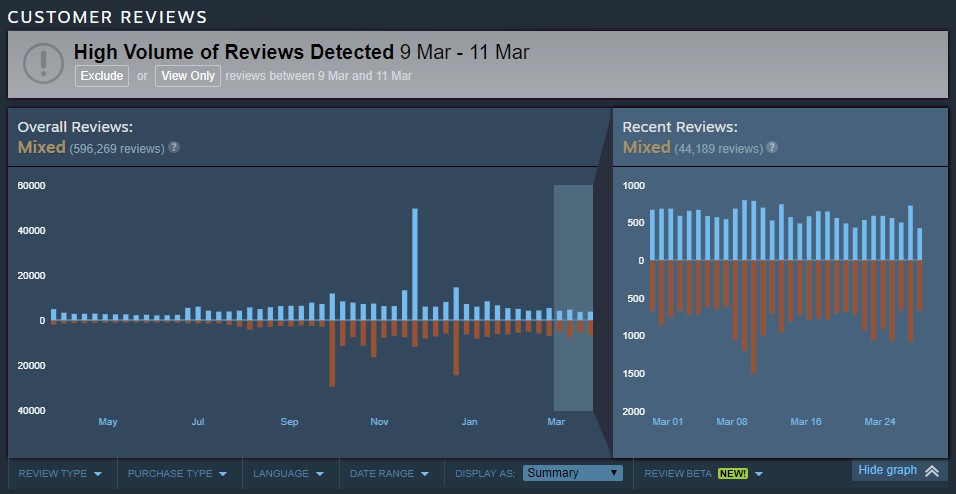 CUSTOMER REVIEWS
High Volume of Reviews Detected 9 Mar - 11 Mar
Exclude or View Only reviews between 9 Mar and 11 Mar
Overall Reviews:
Mixed (596,269 reviews) ?
60000
40000
20000
0
20000
40000
May Jul Sep Nov Jan Mar
Recent Reviews:
Mixed (44,189 reviews) ?
1000
500
0
500
1000
1500
2000
Mar 01 Mar 08 Mar 16 Mar 24
REVIEW TYPE PURCHASE TYPE LANGUAGE DATE RANGE DISPLAY AS: Summary REVIEW BETA NEW! Hide graph